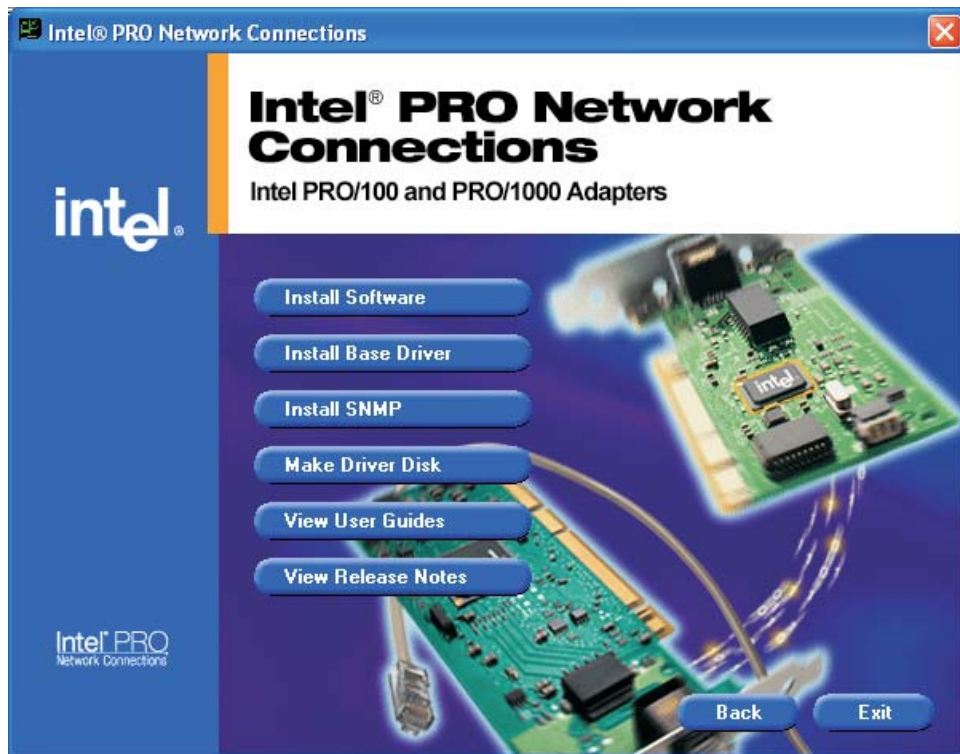 Intel® PRO Network Connections
Intel® PRO Network
Connections
Intel PRO/100 and PRO/1000 Adapters
intel®
Install Software
Install Base Driver
Install SNMP
Make Driver Disk
View User Guides
View Release Notes
intel
Intel® PRO
Network Connections
Back
Exit